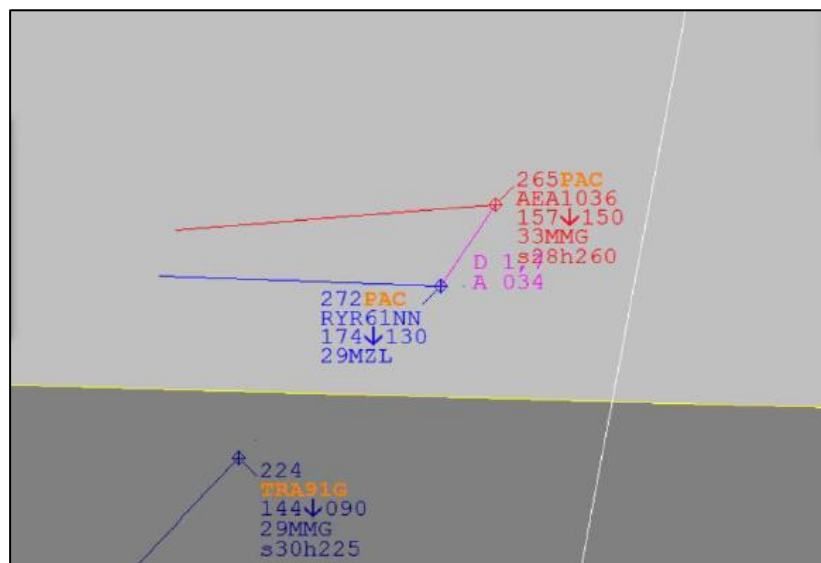 265PAC
AEA1036
157↓150
33MMG
s28h260
D 1,7
A 034
272PAC
RYR61NN
174↓130
29MZL
224
TRA91G
144↓090
29MMG
s30h225